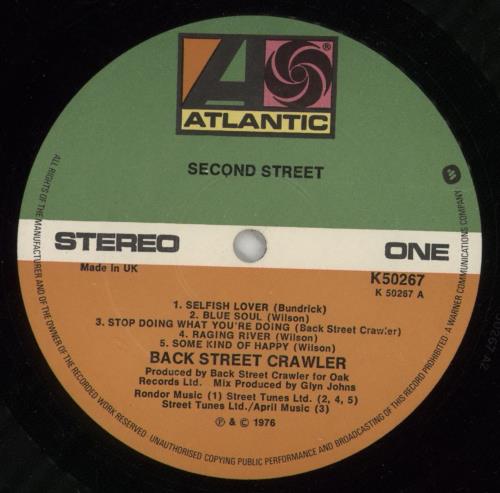 ATLANTIC
®
SECOND STREET
STEREO
ONE
Made in UK
K50267
K 50267 A
1. SELFISH LOVER (Bundrick)
2. BLUE SOUL (Wilson)
3. STOP DOING WHAT YOU'RE DOING (Back Street Crawler)
4. RAGING RIVER (Wilson)
5. SOME KIND OF HAPPY (Wilson)
BACK STREET CRAWLER
Produced by Back Street Crawler for Oak
Records Ltd. Mix Produced by Glyn Johns
Rondor Music (1) Street Tunes Ltd. (2, 4, 5)
Street Tunes Ltd./April Music (3)
℗ & © 1976
ALL RIGHTS OF THE MANUFACTURER AND OF THE OWNER OF THE RECORDED WORK RESERVED UNAUTHORISED COPYING PUBLIC PERFORMANCE AND BROADCASTING OF THIS RECORD PROHIBITED. A WARNER COMMUNICATIONS COMPANY